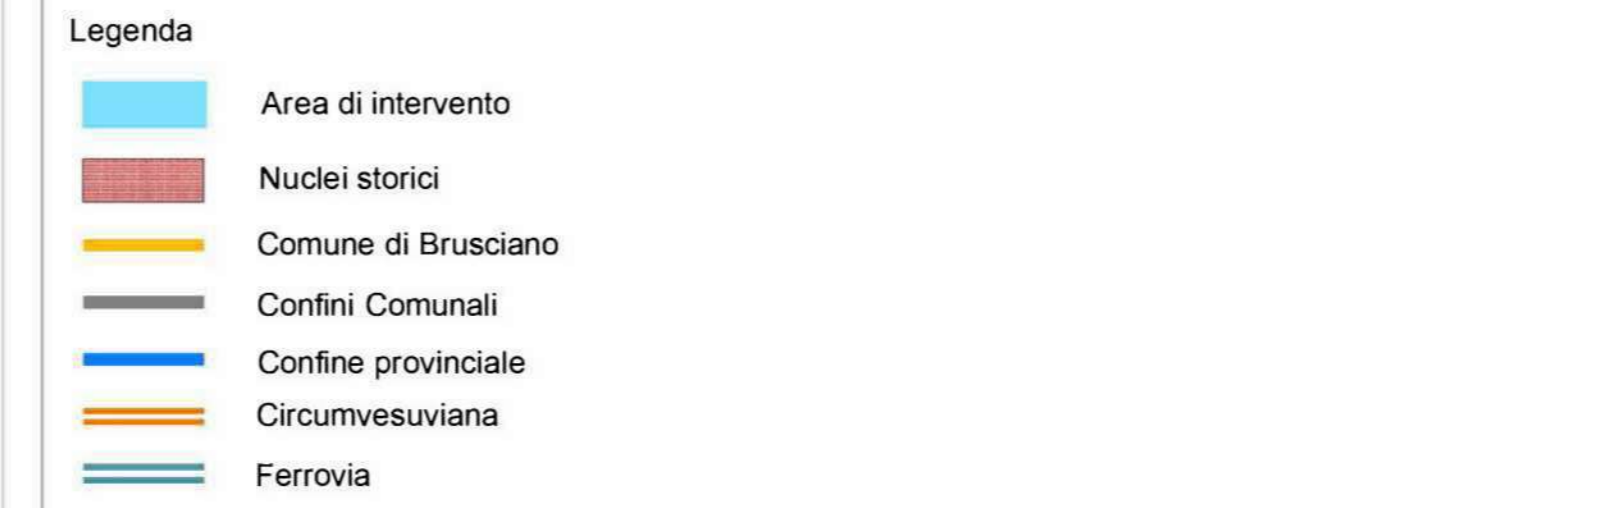 Legenda
Area di intervento
Nuclei storici
Comune di Brusciano
Confini Comunali
Confine provinciale
Circumvesuviana
Ferrovia